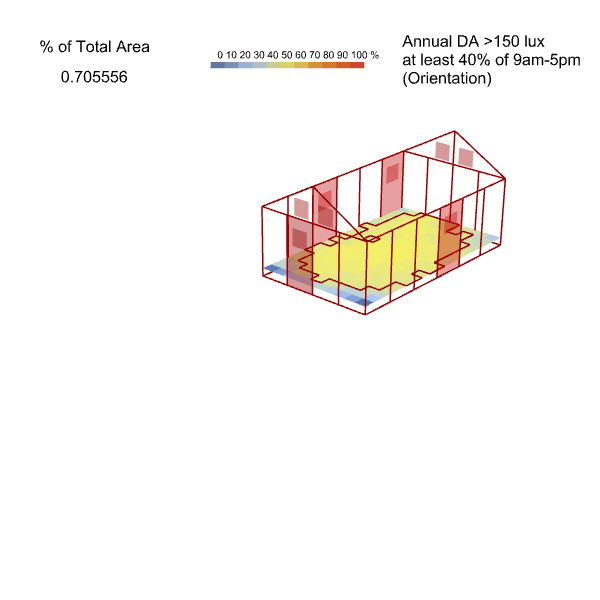 % of Total Area
0.705556
0 10 20 30 40 50 60 70 80 90 100 %
Annual DA >150 lux
at least 40% of 9am-5pm
(Orientation)